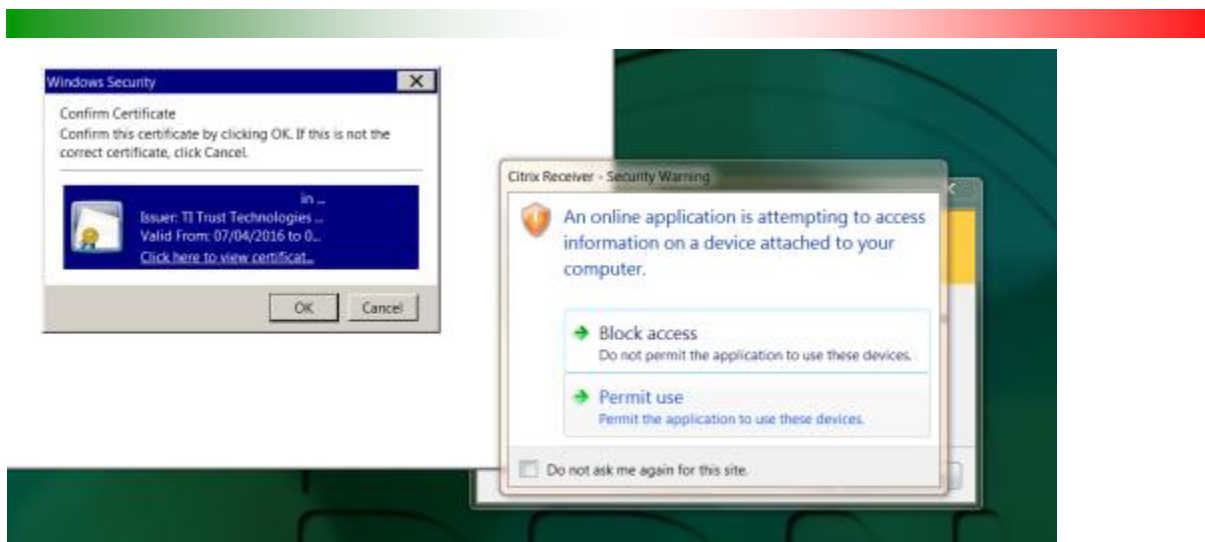 Windows Security
Confirm Certificate
Confirm this certificate by clicking OK. If this is not the
correct certificate, click Cancel.
in ...
Issuer: TI Trust Technologies ...
Valid From: 07/04/2016 to 0...
Click here to view certificat...
OK Cancel
Citrix Receiver - Security Warning
An online application is attempting to access
information on a device attached to your
computer.
Block access
Do not permit the application to use these devices.
Permit use
Permit the application to use these devices.
Do not ask me again for this site.